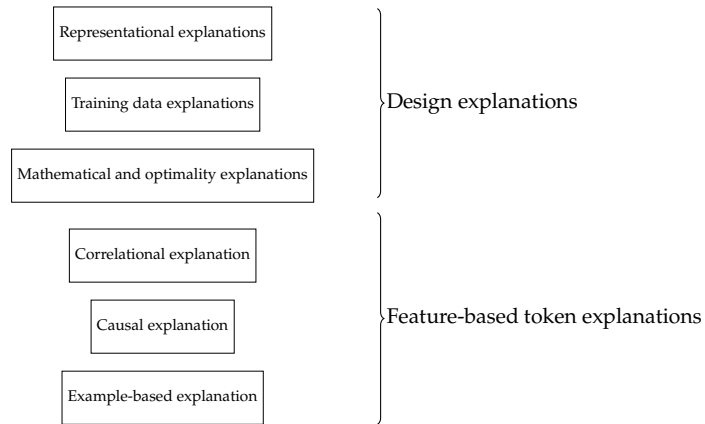 Representational explanations
Training data explanations
Design explanations
Mathematical and optimality explanations
Correlational explanation
Causal explanation
Feature-based token explanations
Example-based explanation